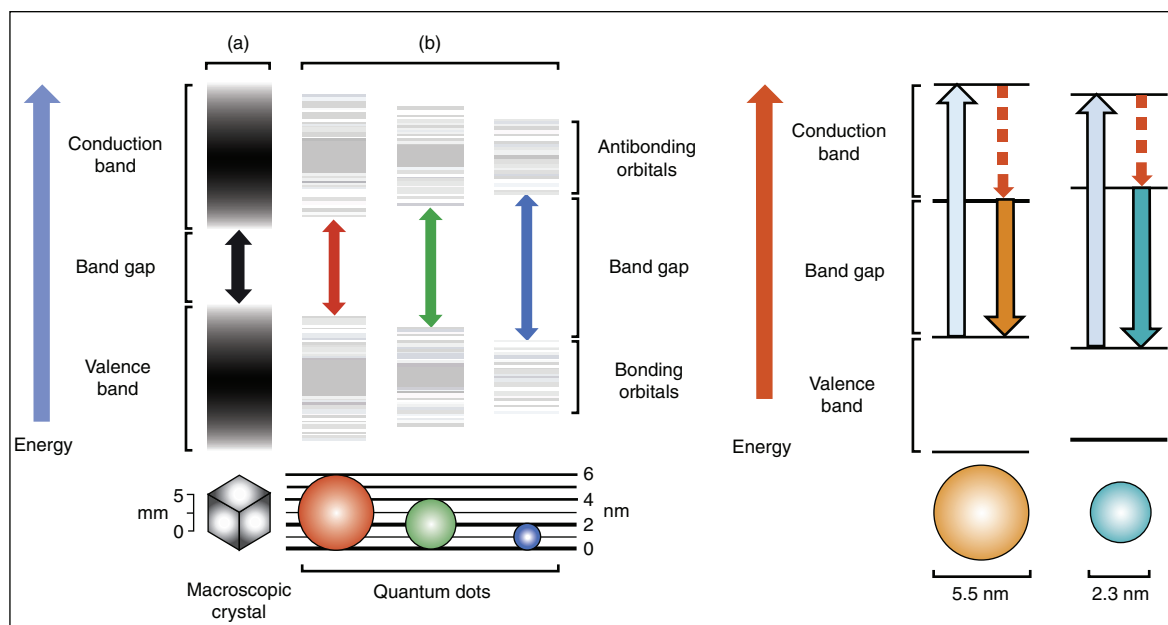 (a)
(b)
Conduction
band
Band gap
Valence
band
Energy
Antibonding
orbitals
Band gap
Bonding
orbitals
5
mm
0
6
4
nm
2
0
Macroscopic
crystal
Quantum dots
Conduction
band
Band gap
Valence
band
Energy
5.5 nm
2.3 nm